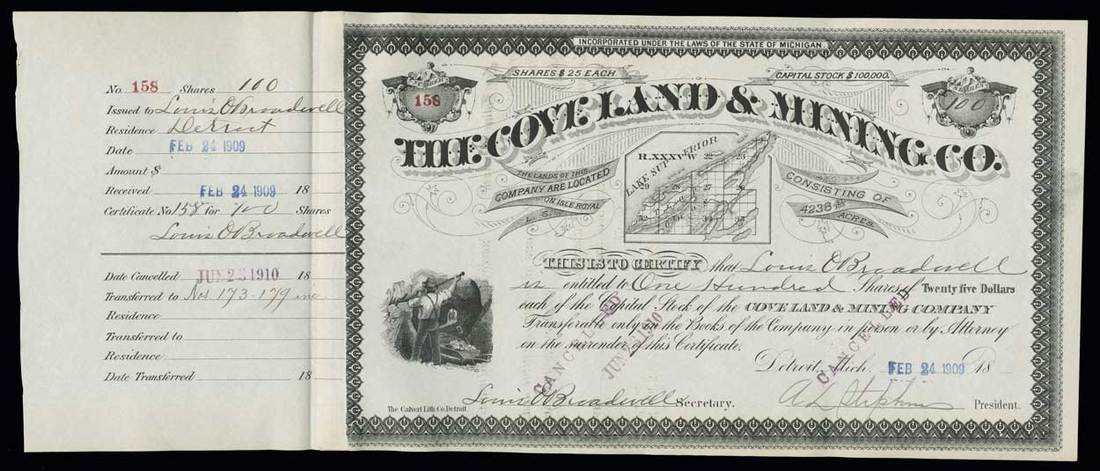 No 158 Shares 100
Issued to Louis O Broadwell
Residence Detroit
Date FEB 24 1909
Amount $
Received FEB 24 1909 18
Certificate No. 158 for 100 Shares
Louis O Broadwell
Date Cancelled JUN 25 1910 18
Transferred to Nos 173-179 inc
Residence
Transferred to
Residence
Date Transferred 18
INCORPORATED UNDER THE LAWS OF THE STATE OF MICHIGAN
SHARES $25 EACH
CAPITAL STOCK $100,000.
158
100
THE COVE LAND & MINING CO.
THE LANDS OF THIS
COMPANY ARE LOCATED
ON ISLE ROYAL
L. S.
LAKE SUPERIOR
R.XXXV W
CONSISTING OF
4238
ACRES.
THIS IS TO CERTIFY that Louis O Broadwell
is entitled to One Hundred Shares of Twenty five Dollars
each of the Capital Stock of the COVE LAND & MINING COMPANY
Transferable only in the Books of the Company in person or by Attorney
on the surrender of this Certificate.
CANCELLED
JUN 1910
CANCELLED
Detroit, Mich. FEB 24 1909 18
Louis O Broadwell Secretary.
A L Stephens President.
The Calvert Lith. Co. Detroit.